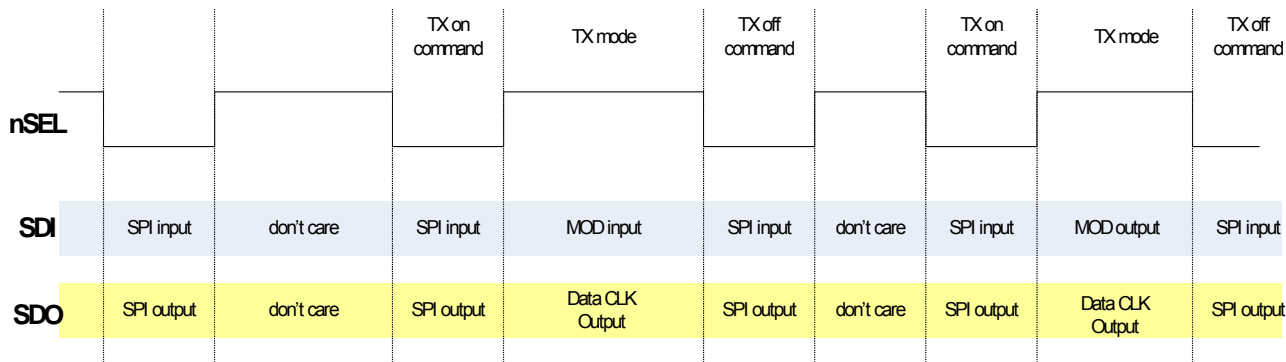 TX on
command
TX mode
TX off
command
TX on
command
TX mode
TX off
command
nSEL
SDI
SPI input
don't care
SPI input
MOD input
SPI input
don't care
SPI input
MOD output
SPI input
SDO
SPI output
don't care
SPI output
Data CLK
Output
SPI output
don't care
SPI output
Data CLK
Output
SPI output